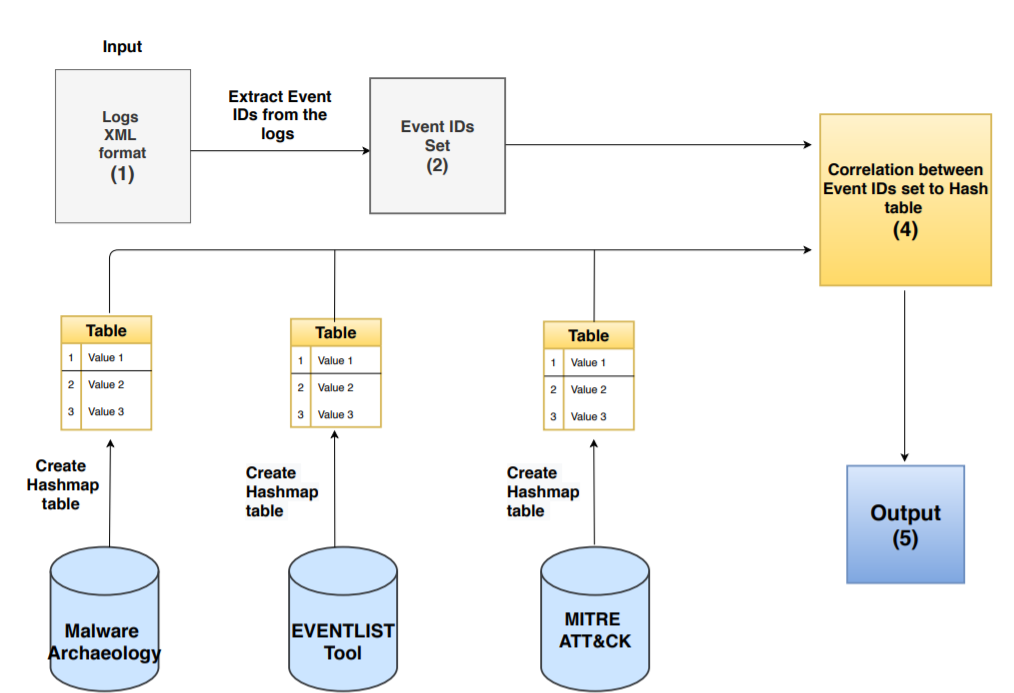 Input
Logs
XML
format
(1)
Extract Event
IDs from the
logs
Event IDs
Set
(2)
Correlation between
Event IDs set to Hash
table
(4)
Table
1 Value 1
2 Value 2
3 Value 3
Table
1 Value 1
2 Value 2
3 Value 3
Table
1 Value 1
2 Value 2
3 Value 3
Create
Hashmap
table
Create
Hashmap
table
Create
Hashmap
table
Output
(5)
Malware
Archaeology
EVENTLIST
Tool
MITRE
ATT&CK